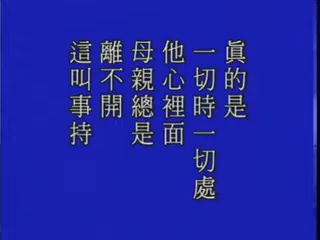 眞的是
一切時一切處
他心裡面
母親總是
離不開
這叫事持